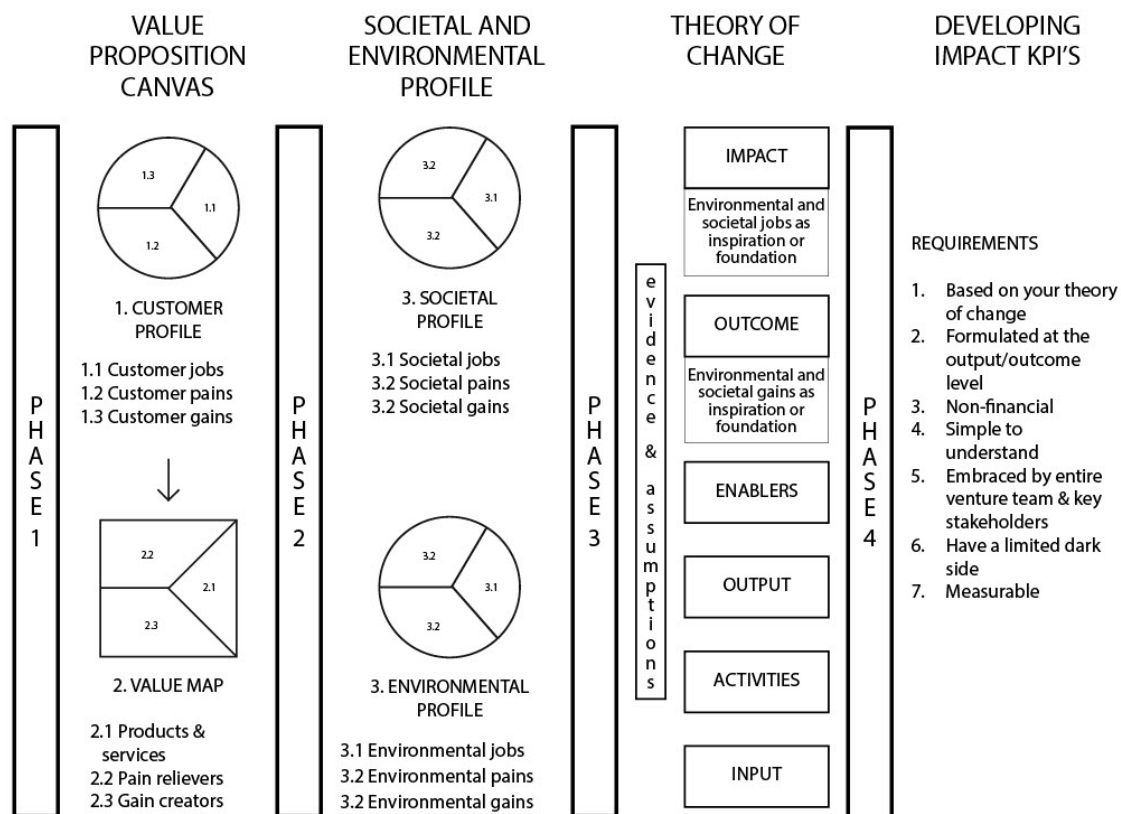 VALUE
PROPOSITION
CANVAS
SOCIETAL AND
ENVIRONMENTAL
PROFILE
THEORY OF
CHANGE
DEVELOPING
IMPACT KPI'S
PHASE 1
1.3
1.1
1.2
1. CUSTOMER
PROFILE
1.1 Customer jobs
1.2 Customer pains
1.3 Customer gains
2.2
2.1
2.3
2. VALUE MAP
2.1 Products &
services
2.2 Pain relievers
2.3 Gain creators
PHASE 2
3.2
3.1
3.2
3. SOCIETAL
PROFILE
3.1 Societal jobs
3.2 Societal pains
3.2 Societal gains
3.2
3.1
3.2
3. ENVIRONMENTAL
PROFILE
3.1 Environmental jobs
3.2 Environmental pains
3.2 Environmental gains
PHASE 3
evidence & assumptions
IMPACT
Environmental and
societal jobs as
inspiration or
foundation
OUTCOME
Environmental and
societal gains as
inspiration or
foundation
ENABLERS
OUTPUT
ACTIVITIES
INPUT
PHASE 4
REQUIREMENTS
1. Based on your theory
of change
2. Formulated at the
output/outcome
level
3. Non-financial
4. Simple to
understand
5. Embraced by entire
venture team & key
stakeholders
6. Have a limited dark
side
7. Measurable